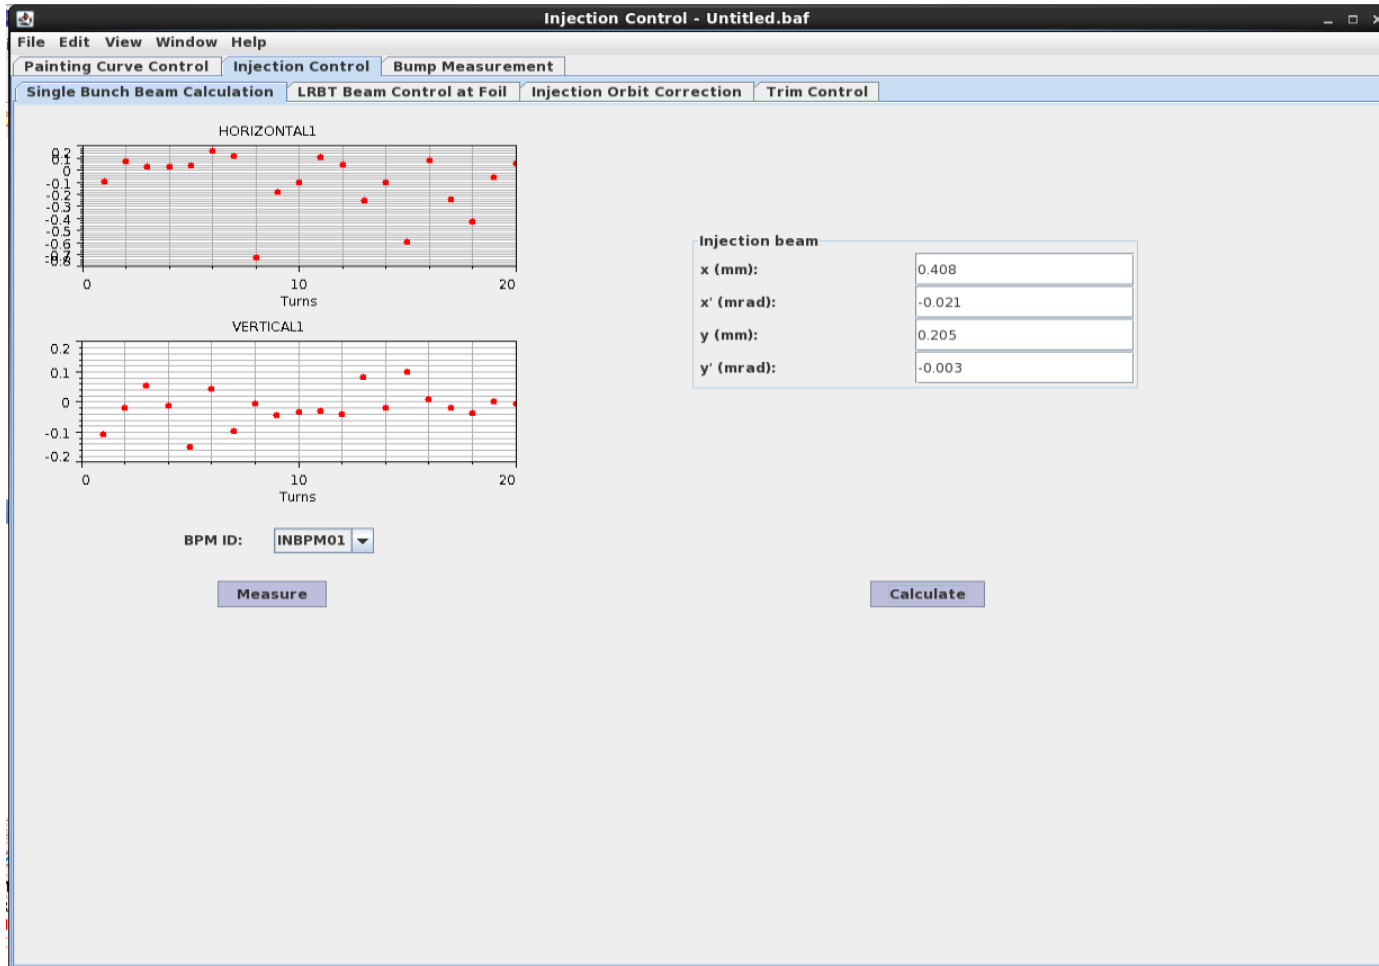 Injection Control - Untitled.baf
File Edit View Window Help
Painting Curve Control Injection Control Bump Measurement
Single Bunch Beam Calculation LRBT Beam Control at Foil Injection Orbit Correction Trim Control
HORIZONTAL1
0.2
0.1
0
-0.1
-0.2
-0.3
-0.4
-0.5
-0.6
-0.7
-0.8
0 10 20
Turns
VERTICAL1
0.2
0.1
0
-0.1
-0.2
0 10 20
Turns
BPM ID: INBPM01
Measure
Injection beam
x (mm): 0.408
x' (mrad): -0.021
y (mm): 0.205
y' (mrad): -0.003
Calculate